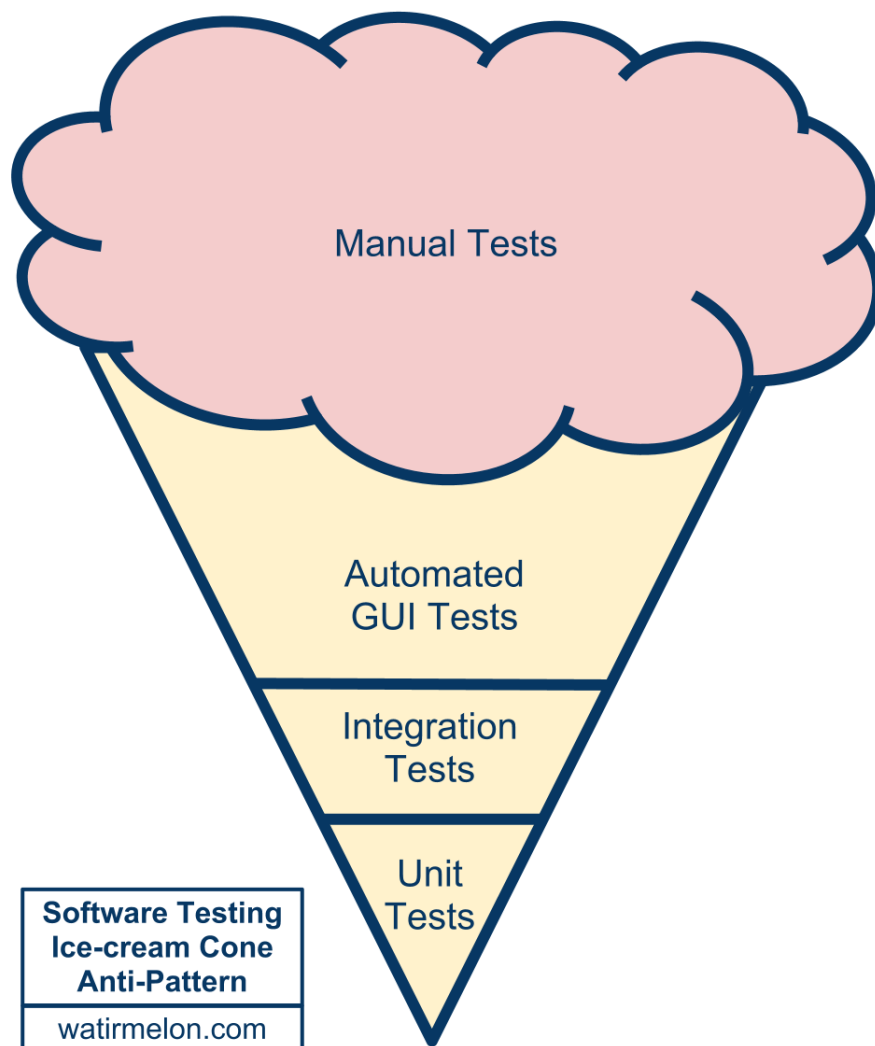 Manual Tests
Automated
GUI Tests
Integration
Tests
Unit
Tests
Software Testing
Ice-cream Cone
Anti-Pattern
watirmelon.com